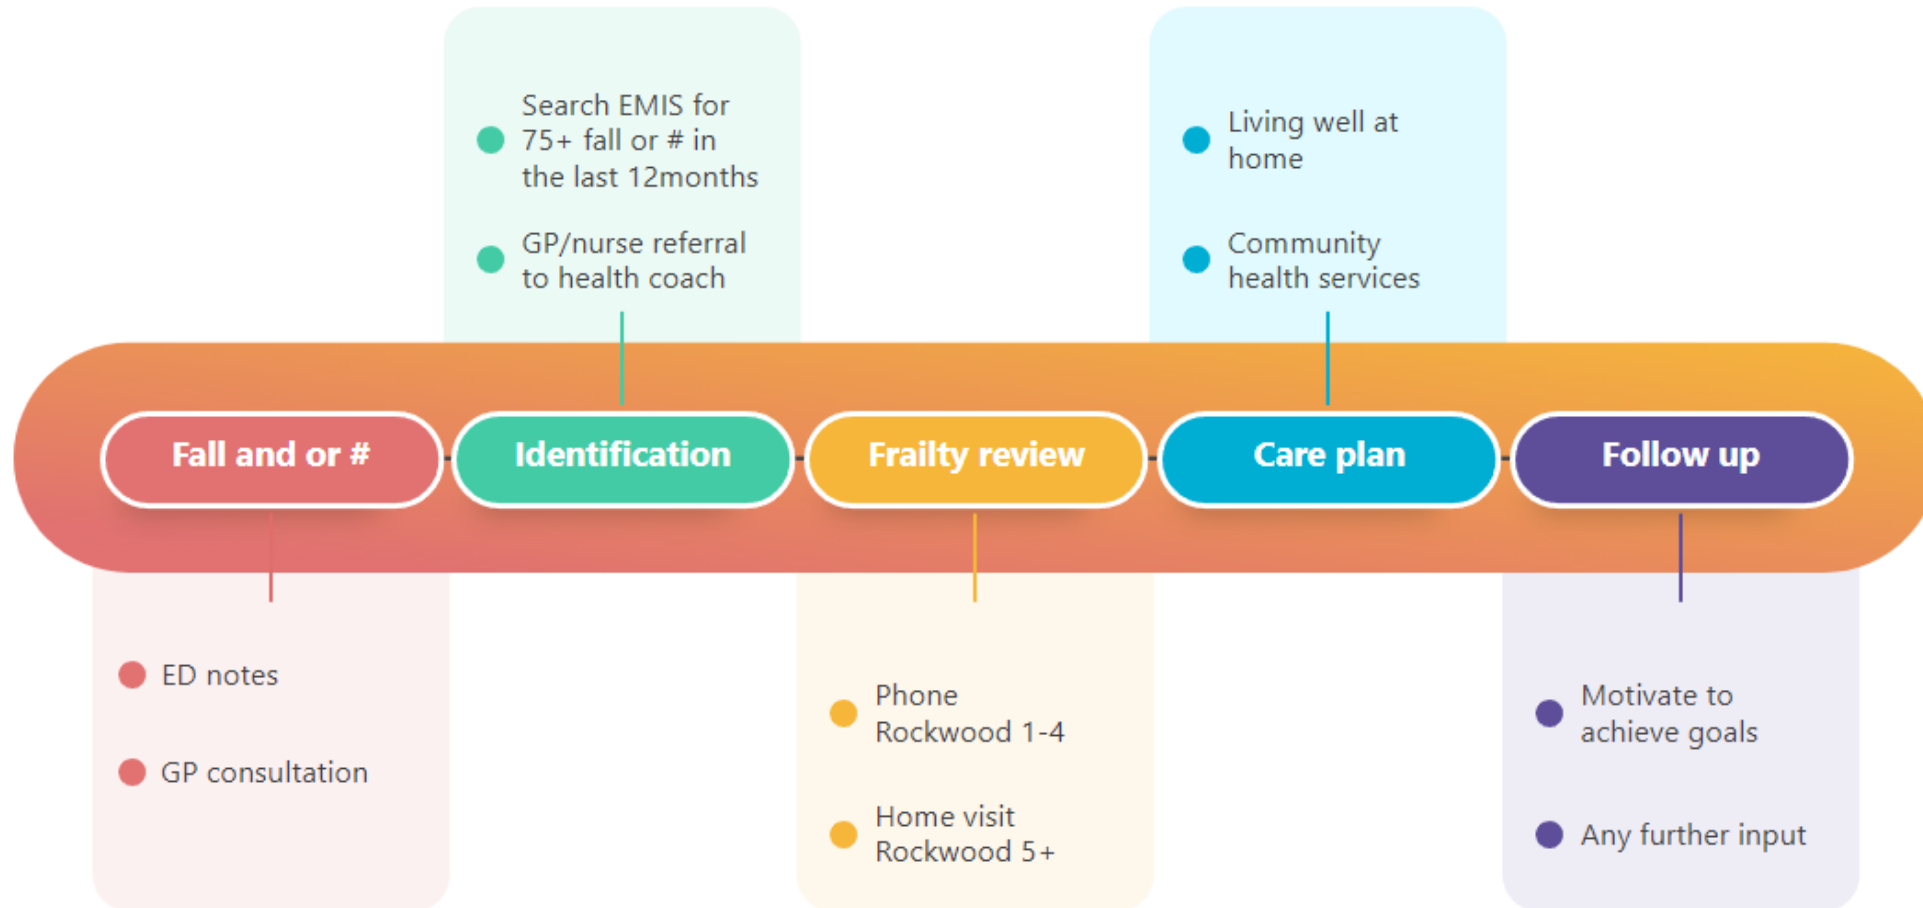 Search EMIS for
75+ fall or # in
the last 12months
GP/nurse referral
to health coach
Living well at
home
Community
health services
Fall and or #
Identification
Frailty review
Care plan
Follow up
ED notes
GP consultation
Phone
Rockwood 1-4
Home visit
Rockwood 5+
Motivate to
achieve goals
Any further input